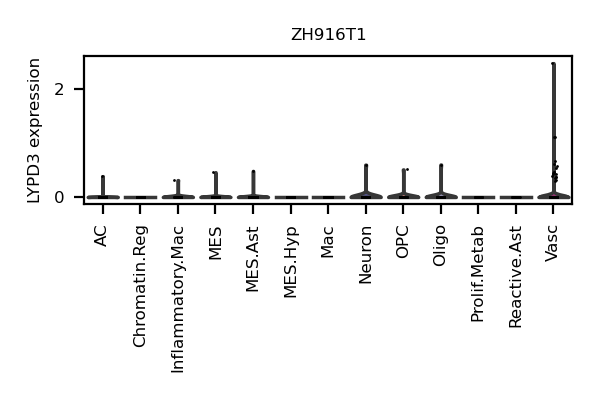 ZH916T1
LYPD3 expression
2
0
AC
Chromatin.Reg
Inflammatory.Mac
MES
MES.Ast
MES.Hyp
Mac
Neuron
OPC
Oligo
Prolif.Metab
Reactive.Ast
Vasc